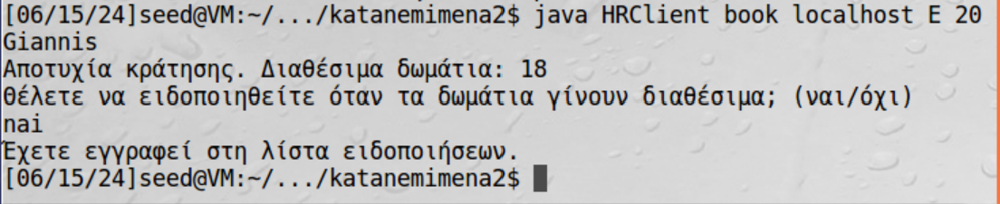 [06/15/24]seed@VM:~/.../katanemimena2$ java HRClient book localhost E 20
Giannis
Αποτυχία κράτησης. Διαθέσιμα δωμάτια: 18
Θέλετε να ειδοποιηθείτε όταν τα δωμάτια γίνουν διαθέσιμα; (ναι/όχι)
nai
Έχετε εγγραφεί στη λίστα ειδοποιήσεων.
[06/15/24]seed@VM:~/.../katanemimena2$